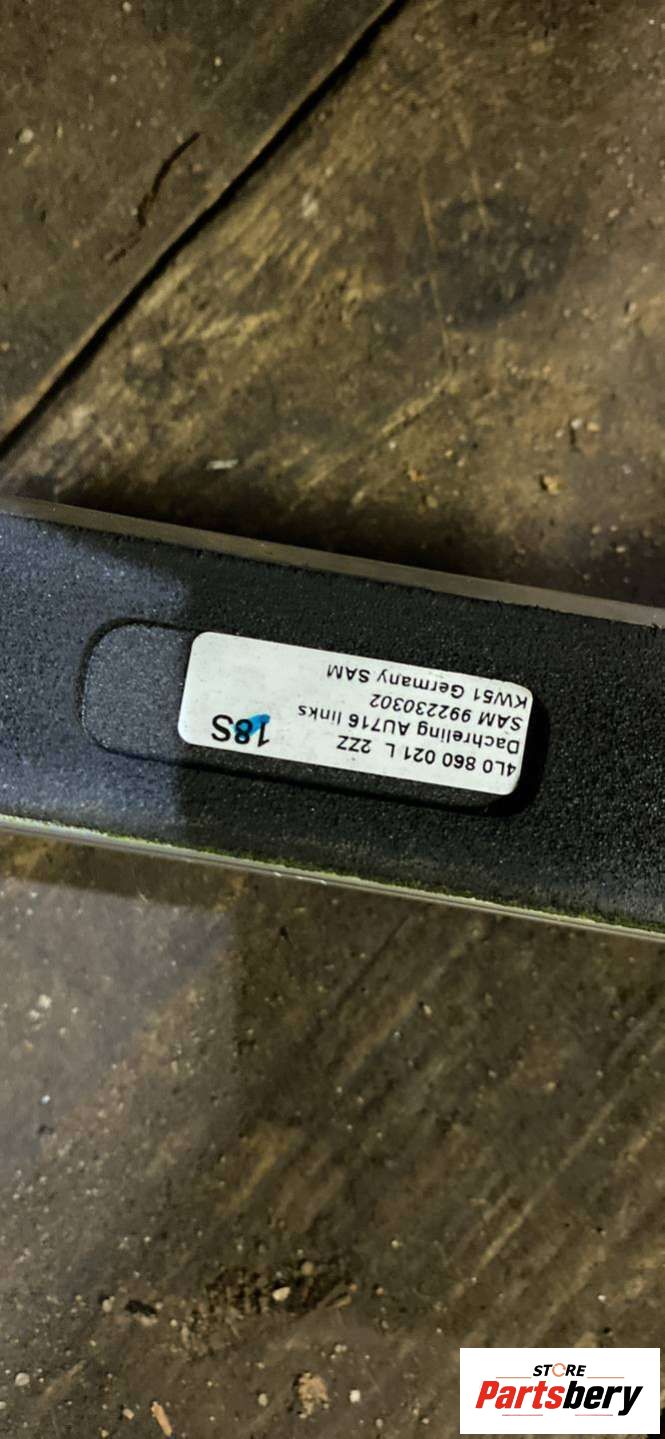 4L0 860 021 L 2ZZ
Dachreling AU716 links
SAM 992230302
KW51 Germany SAM
18S
STORE
Partsbery